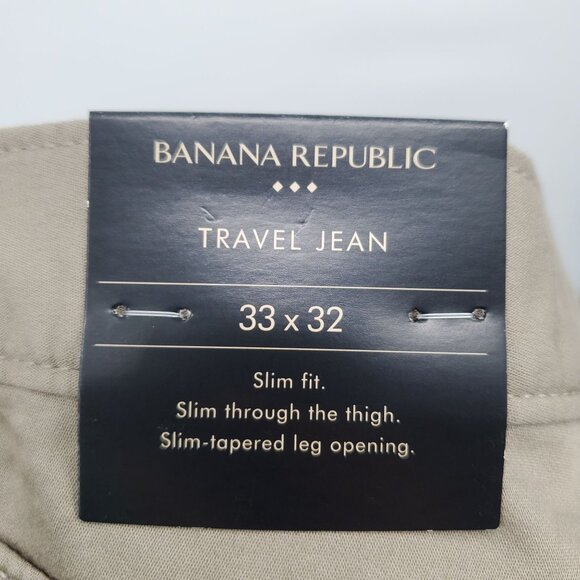 BANANA REPUBLIC
TRAVEL JEAN
33 x 32
Slim fit.
Slim through the thigh.
Slim-tapered leg opening.